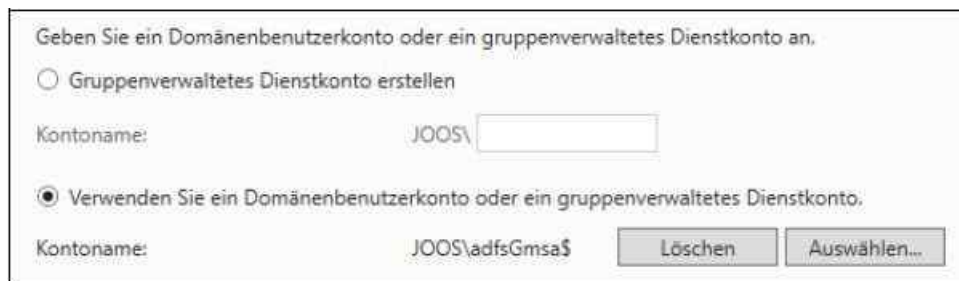 Geben Sie ein Domänenbenutzerkonto oder ein gruppenverwaltetes Dienstkonto an.
Gruppenverwaltetes Dienstkonto erstellen
Kontoname: JOOS\
Verwenden Sie ein Domänenbenutzerkonto oder ein gruppenverwaltetes Dienstkonto.
Kontoname: JOOS\adfsGmsa$ Löschen Auswählen...